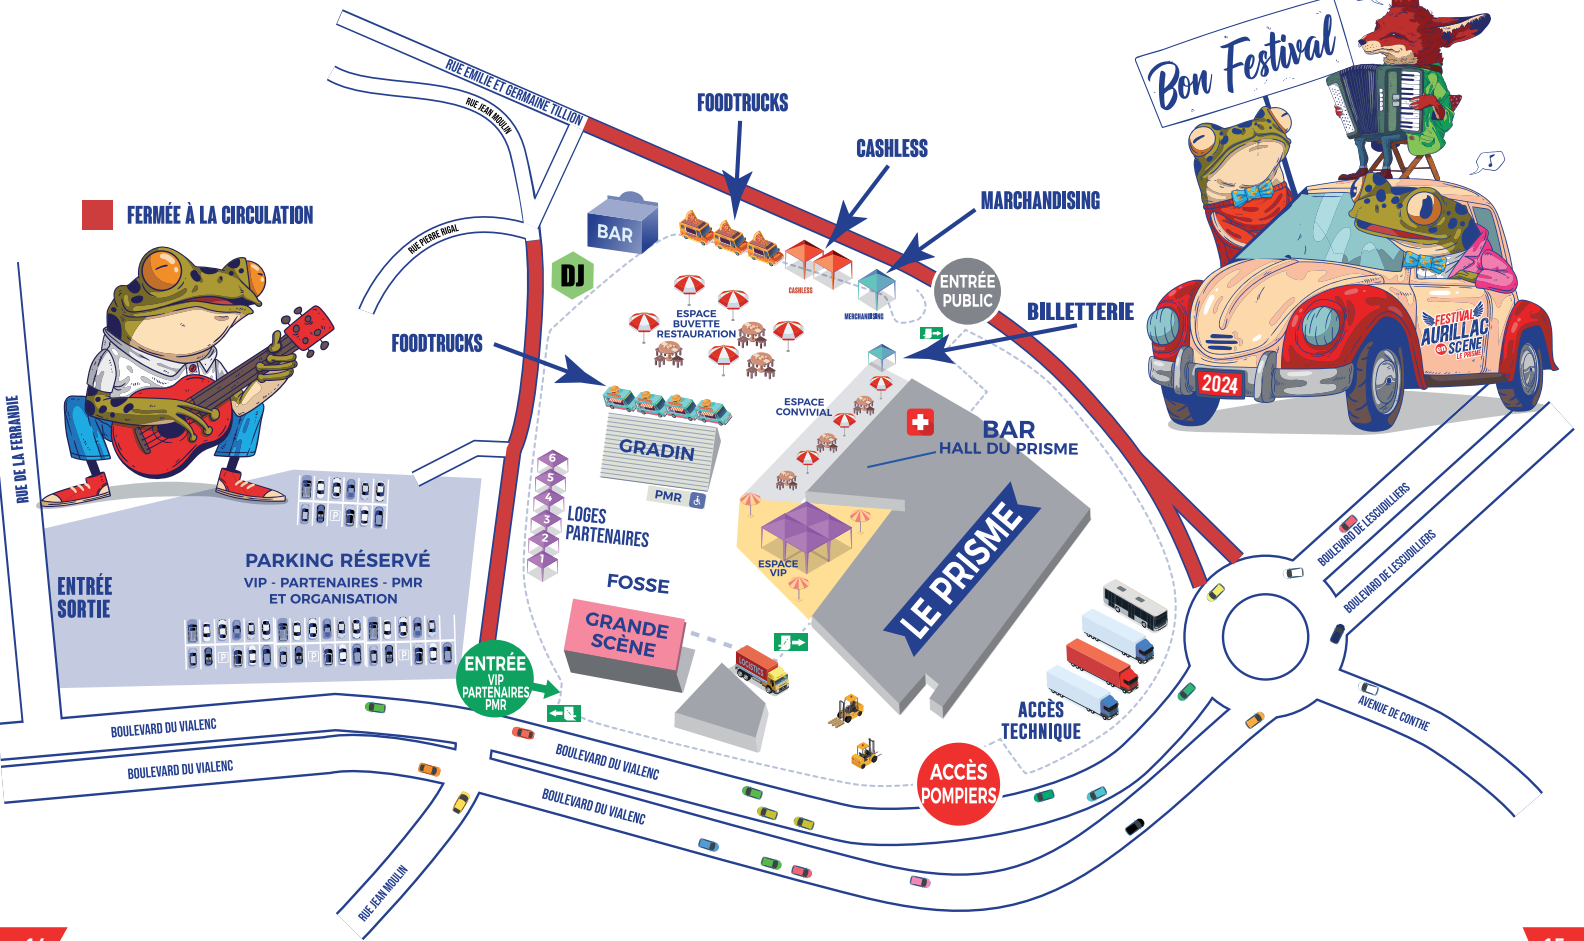 Bon Festival
RUE EMILIE ET GERMAINE TILLION
RUE JEAN MOULIN
FOODTRUCKS
CASHLESS
MARCHANDISING
FERMÉE À LA CIRCULATION
RUE PIERRE RIGAL
BAR
DJ
CASHLESS
MERCHANDISING
ENTRÉE
PUBLIC
BILLETTERIE
ESPACE
BUVETTE
RESTAURATION
FOODTRUCKS
FESTIVAL
AURILLAC
EN
SCÈNE
LE PRISME
2024
RUE DE LA FERRANDIE
ESPACE
CONVIVIAL
BAR
HALL DU PRISME
GRADIN
PMR
6
5
4
3
2
1
LOGES
PARTENAIRES
LE PRISME
ESPACE
VIP
BOULEVARD DE LESCUDILLIERS
BOULEVARD DE LESCUDILLIERS
P
PARKING RÉSERVÉ
VIP - PARTENAIRES - PMR
ET ORGANISATION
ENTRÉE
SORTIE
P
P
P
FOSSE
GRANDE
SCÈNE
LOGISTICS
ENTRÉE
VIP
PARTENAIRES
PMR
ACCÈS
TECHNIQUE
AVENUE DE CONTHE
BOULEVARD DU VIALENC
BOULEVARD DU VIALENC
BOULEVARD DU VIALENC
BOULEVARD DU VIALENC
ACCÈS
POMPIERS
RUE JEAN MOULIN